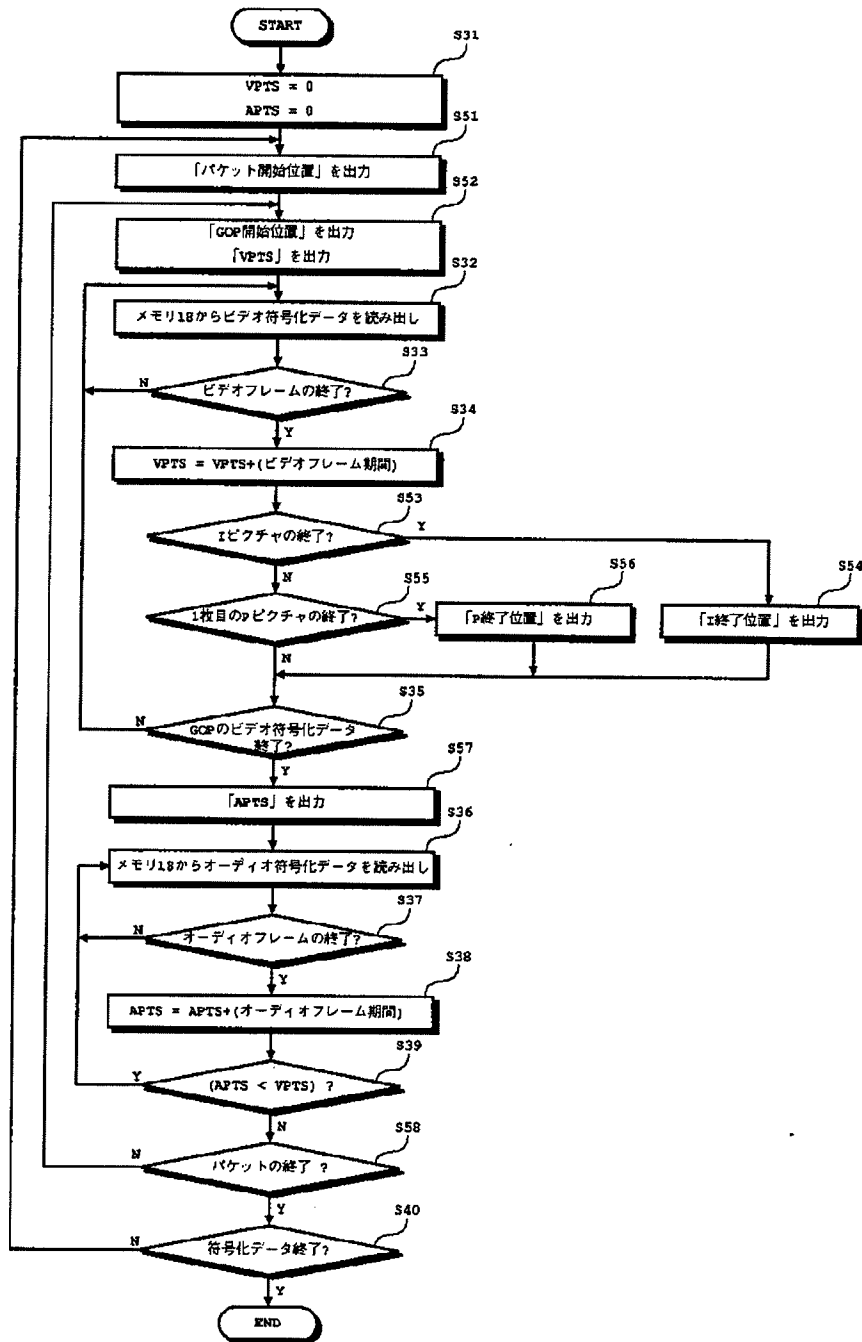 START
S31
VPTS = 0
APTS = 0
S51
「パケット開始位置」を出力
S52
「GOP開始位置」を出力
「VPTS」を出力
S32
メモリ18からビデオ符号化データを読み出し
S33
N
ビデオフレームの終了?
Y
S34
VPTS = VPTS+(ビデオフレーム期間)
S53
Iピクチャの終了?
Y
N
S55
1枚目のPピクチャの終了?
Y
N
S56
「P終了位置」を出力
S54
「I終了位置」を出力
S35
N
GOPのビデオ符号化データ
終了?
Y
S57
「APTS」を出力
S36
メモリ18からオーディオ符号化データを読み出し
S37
N
オーディオフレームの終了?
Y
S38
APTS = APTS+(オーディオフレーム期間)
S39
Y
(APTS < VPTS) ?
N
S58
N
パケットの終了 ?
Y
S40
N
符号化データ終了?
Y
END